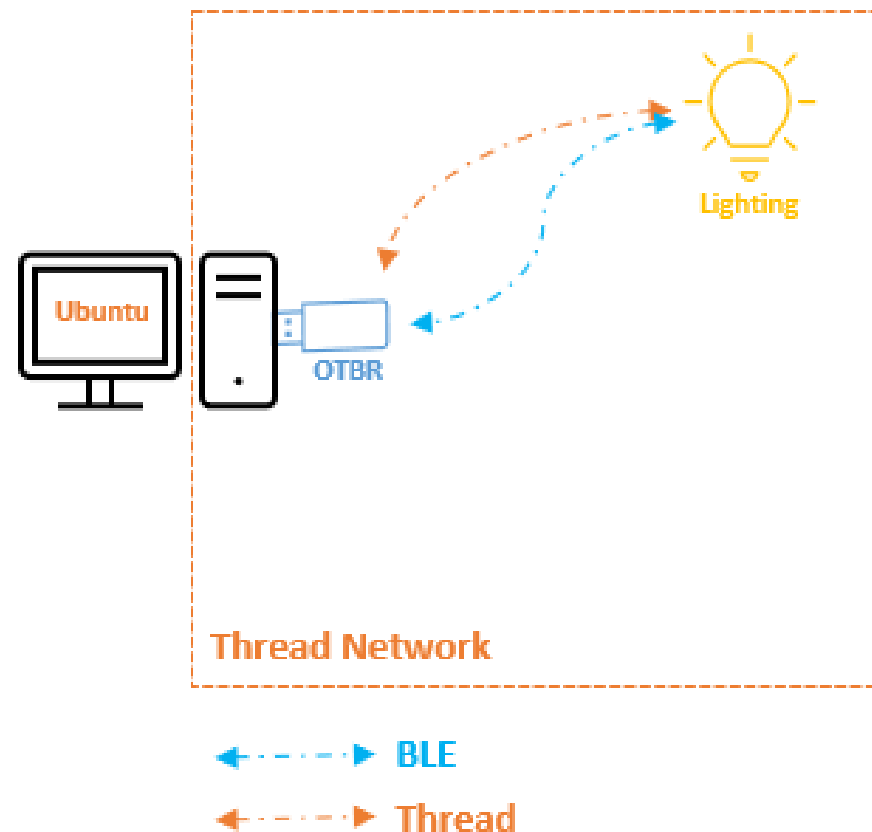 Lighting
Ubuntu
OTBR
Thread Network
BLE
Thread